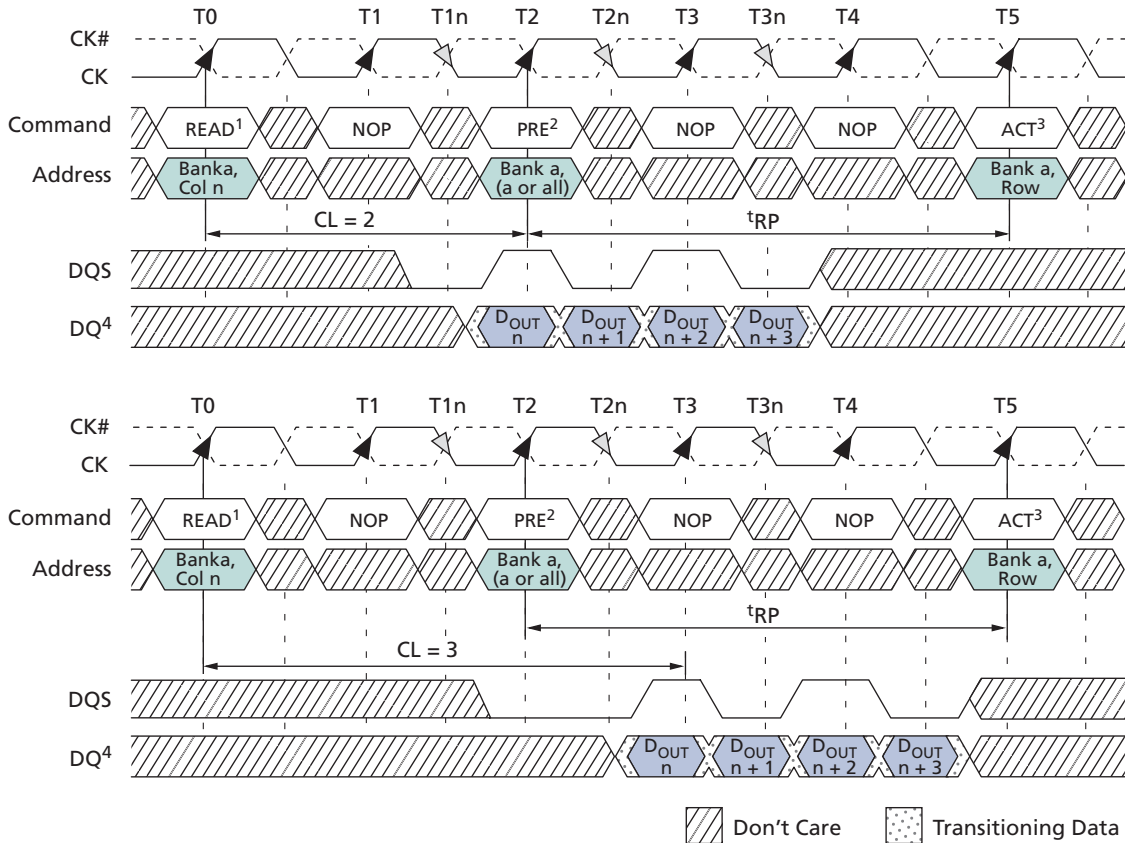 T0 T1 T1n T2 T2n T3 T3n T4 T5
CK#
CK
Command READ¹ NOP PRE² NOP NOP ACT³
Address Banka, Col n Bank a, (a or all) Bank a, Row
CL = 2 ᵗRP
DQS
DQ⁴ DOUT n DOUT n + 1 DOUT n + 2 DOUT n + 3
T0 T1 T1n T2 T2n T3 T3n T4 T5
CK#
CK
Command READ¹ NOP PRE² NOP NOP ACT³
Address Banka, Col n Bank a, (a or all) Bank a, Row
ᵗRP
CL = 3
DQS
DQ⁴ DOUT n DOUT n + 1 DOUT n + 2 DOUT n + 3
Don't Care Transitioning Data